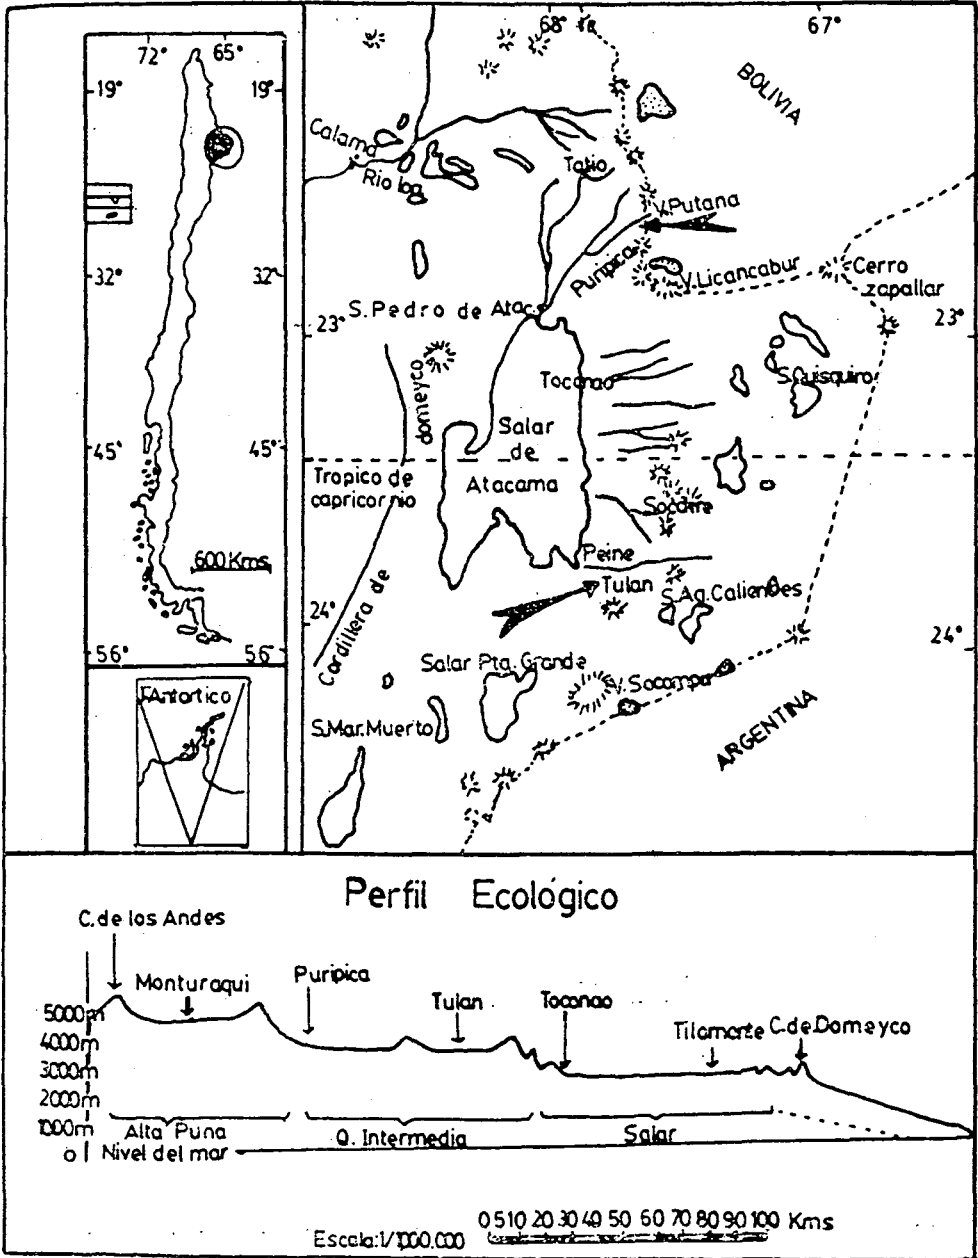 72° 65°
19° 19°
32° 32°
45° 45°
600 Kms
56° 56°
T.Antartico
68° 67°
BOLIVIA
Calama
Rio loa
Tatio
V.Putana
Puripica
V.Licancabur
Cerro
zapallar
S.Pedro de Ataca
23° 23°
domeyco
Toconao
S.Quisquiro
Salar
de
Atacama
Tropico de
capricornio
Socaire
Peine
Tulan
S.Ag.Calientes
24° 24°
Cordillera de
Salar Pta.Grande
V.Socompa
S.Mar.Muerto
ARGENTINA
Perfil Ecológico
C.de los Andes
Monturaqui
Puripica
Tulan
Toconao
Tilomonte
C.de.Domeyco
5000m
4000m
3000m
2000m
1000m
0
Alta Puna
Q. Intermedia
Salar
Nivel del mar
Escala:1/1000.000
0 5 10 20 30 40 50 60 70 80 90 100 Kms